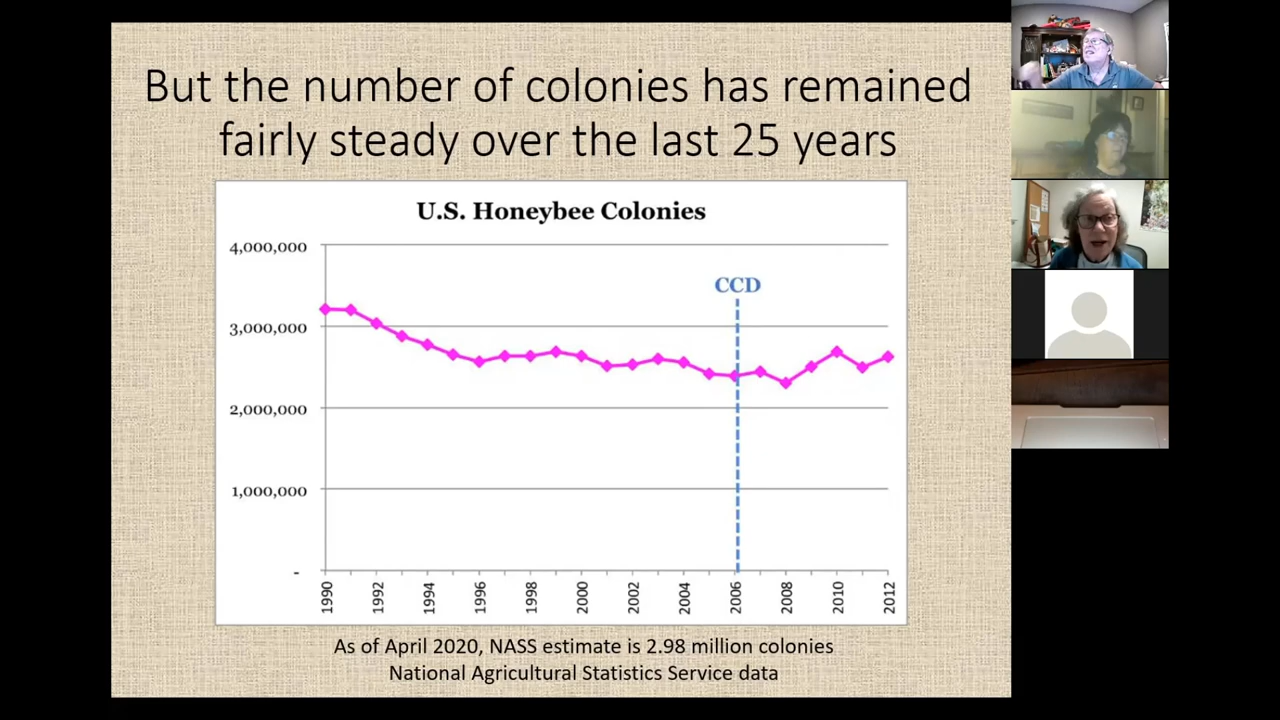 But the number of colonies has remained
fairly steady over the last 25 years
U.S. Honeybee Colonies
4,000,000
3,000,000
2,000,000
1,000,000
-
CCD
1990
1992
1994
1996
1998
2000
2002
2004
2006
2008
2010
2012
As of April 2020, NASS estimate is 2.98 million colonies
National Agricultural Statistics Service data